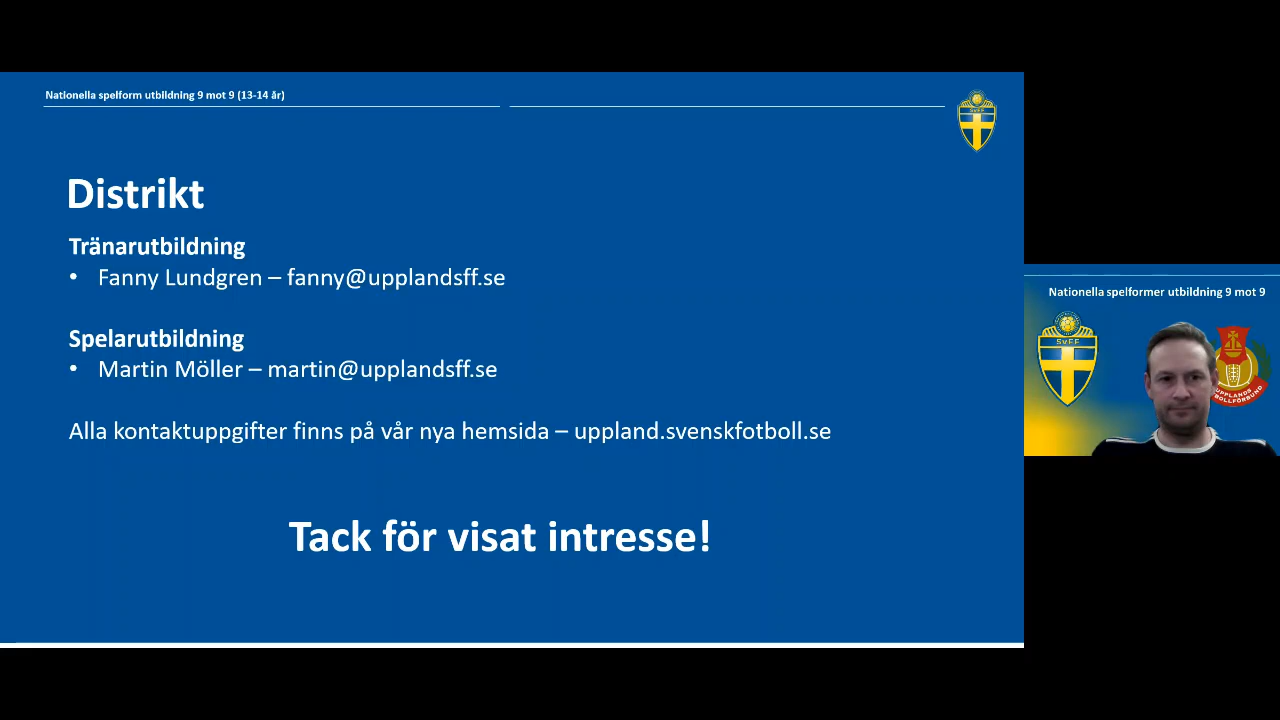 Nationella spelform utbildning 9 mot 9 (13-14 år)
SvFF
Distrikt
Tränarutbildning
• Fanny Lundgren – fanny@upplandsff.se
Spelarutbildning
• Martin Möller – martin@upplandsff.se
Alla kontaktuppgifter finns på vår nya hemsida – uppland.svenskfotboll.se
Tack för visat intresse!
Nationella spelformer utbildning 9 mot 9
SvFF
UPPLANDS